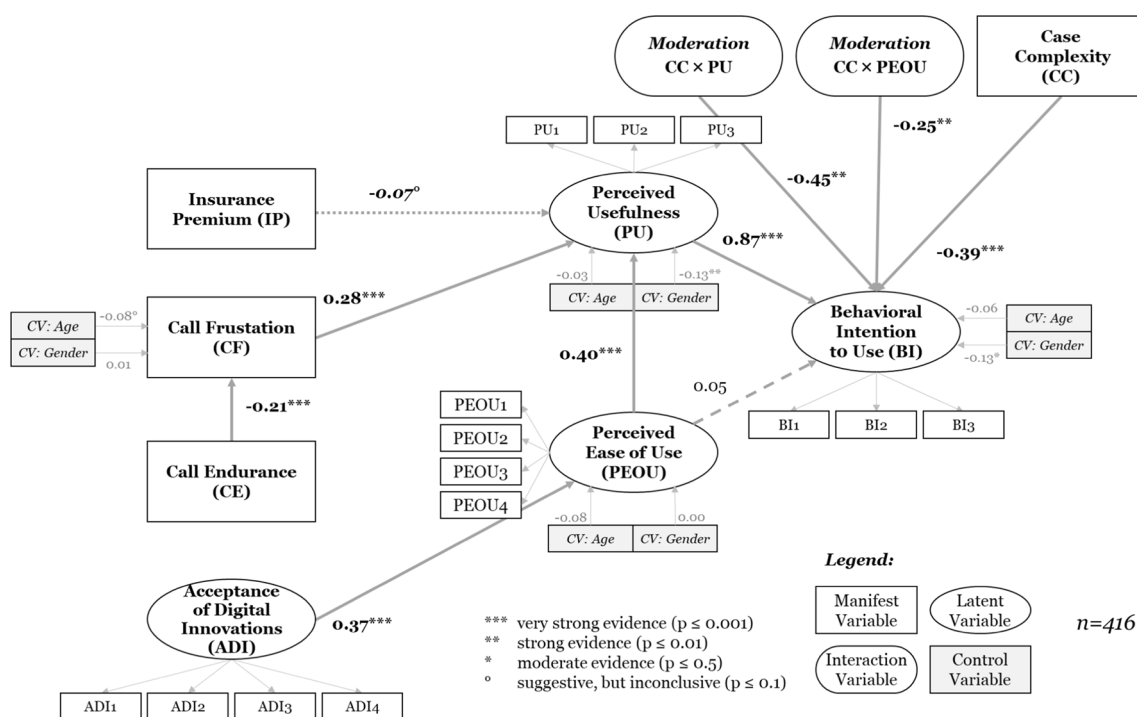 Moderation
CC × PU
Moderation
CC × PEOU
Case
Complexity
(CC)
PU1
PU2
PU3
-0.25**
-0.45**
-0.39***
Insurance
Premium (IP)
-0.07°
Perceived
Usefulness
(PU)
0.87***
-0.03
-0.13**
CV: Age
CV: Gender
0.28***
CV: Age
CV: Gender
-0.08°
0.01
Call Frustation
(CF)
Behavioral
Intention
to Use (BI)
-0.06
-0.13*
CV: Age
CV: Gender
0.40***
0.05
-0.21***
PEOU1
PEOU2
PEOU3
PEOU4
Perceived
Ease of Use
(PEOU)
BI1
BI2
BI3
Call Endurance
(CE)
-0.08
0.00
CV: Age
CV: Gender
Acceptance
of Digital
Innovations
(ADI)
0.37***
ADI1
ADI2
ADI3
ADI4
*** very strong evidence (p ≤ 0.001)
** strong evidence (p ≤ 0.01)
* moderate evidence (p ≤ 0.5)
° suggestive, but inconclusive (p ≤ 0.1)
Legend:
Manifest
Variable
Latent
Variable
Interaction
Variable
Control
Variable
n=416